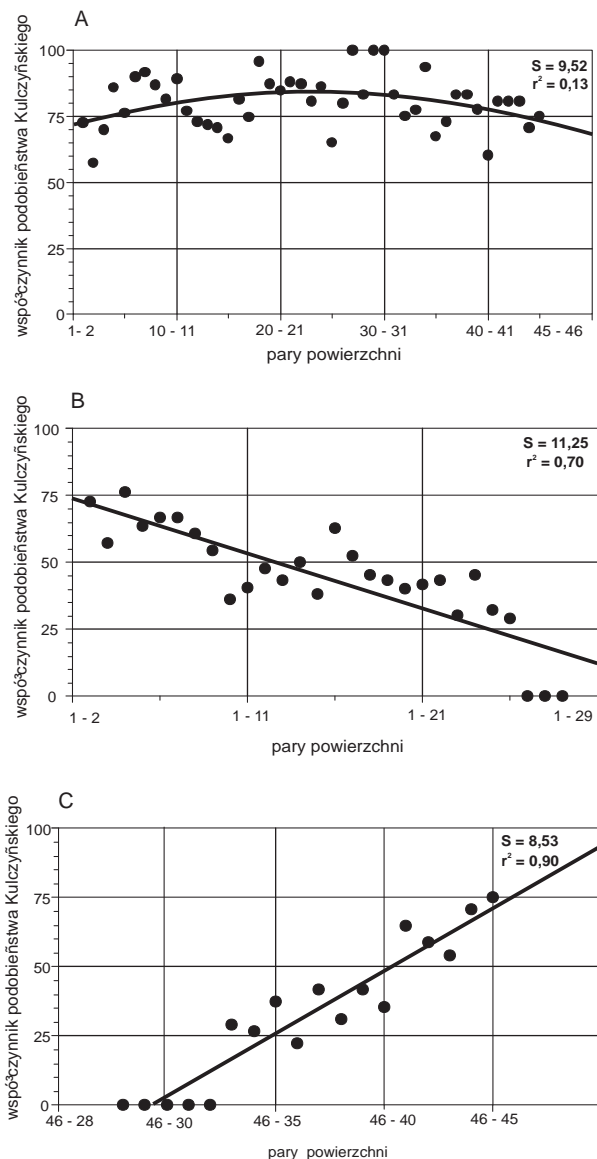 A
współczynnik podobieństwa Kulczyńskiego
100
75
50
25
0
S = 9,52
r² = 0,13
1- 2
10 - 11
20 - 21
30 - 31
40 - 41
45 - 46
pary powierzchni
B
wspó³czynnik podobieństwa Kulczyńskiego
100
75
50
25
0
S = 11,25
r² = 0,70
1 - 2
1 - 11
1 - 21
1 - 29
pary powierzchni
C
wspó³czynnik podobieństwa Kulczyńskiego
100
75
50
25
0
S = 8,53
r² = 0,90
46 - 28
46 - 30
46 - 35
46 - 40
46 - 45
pary powierzchni